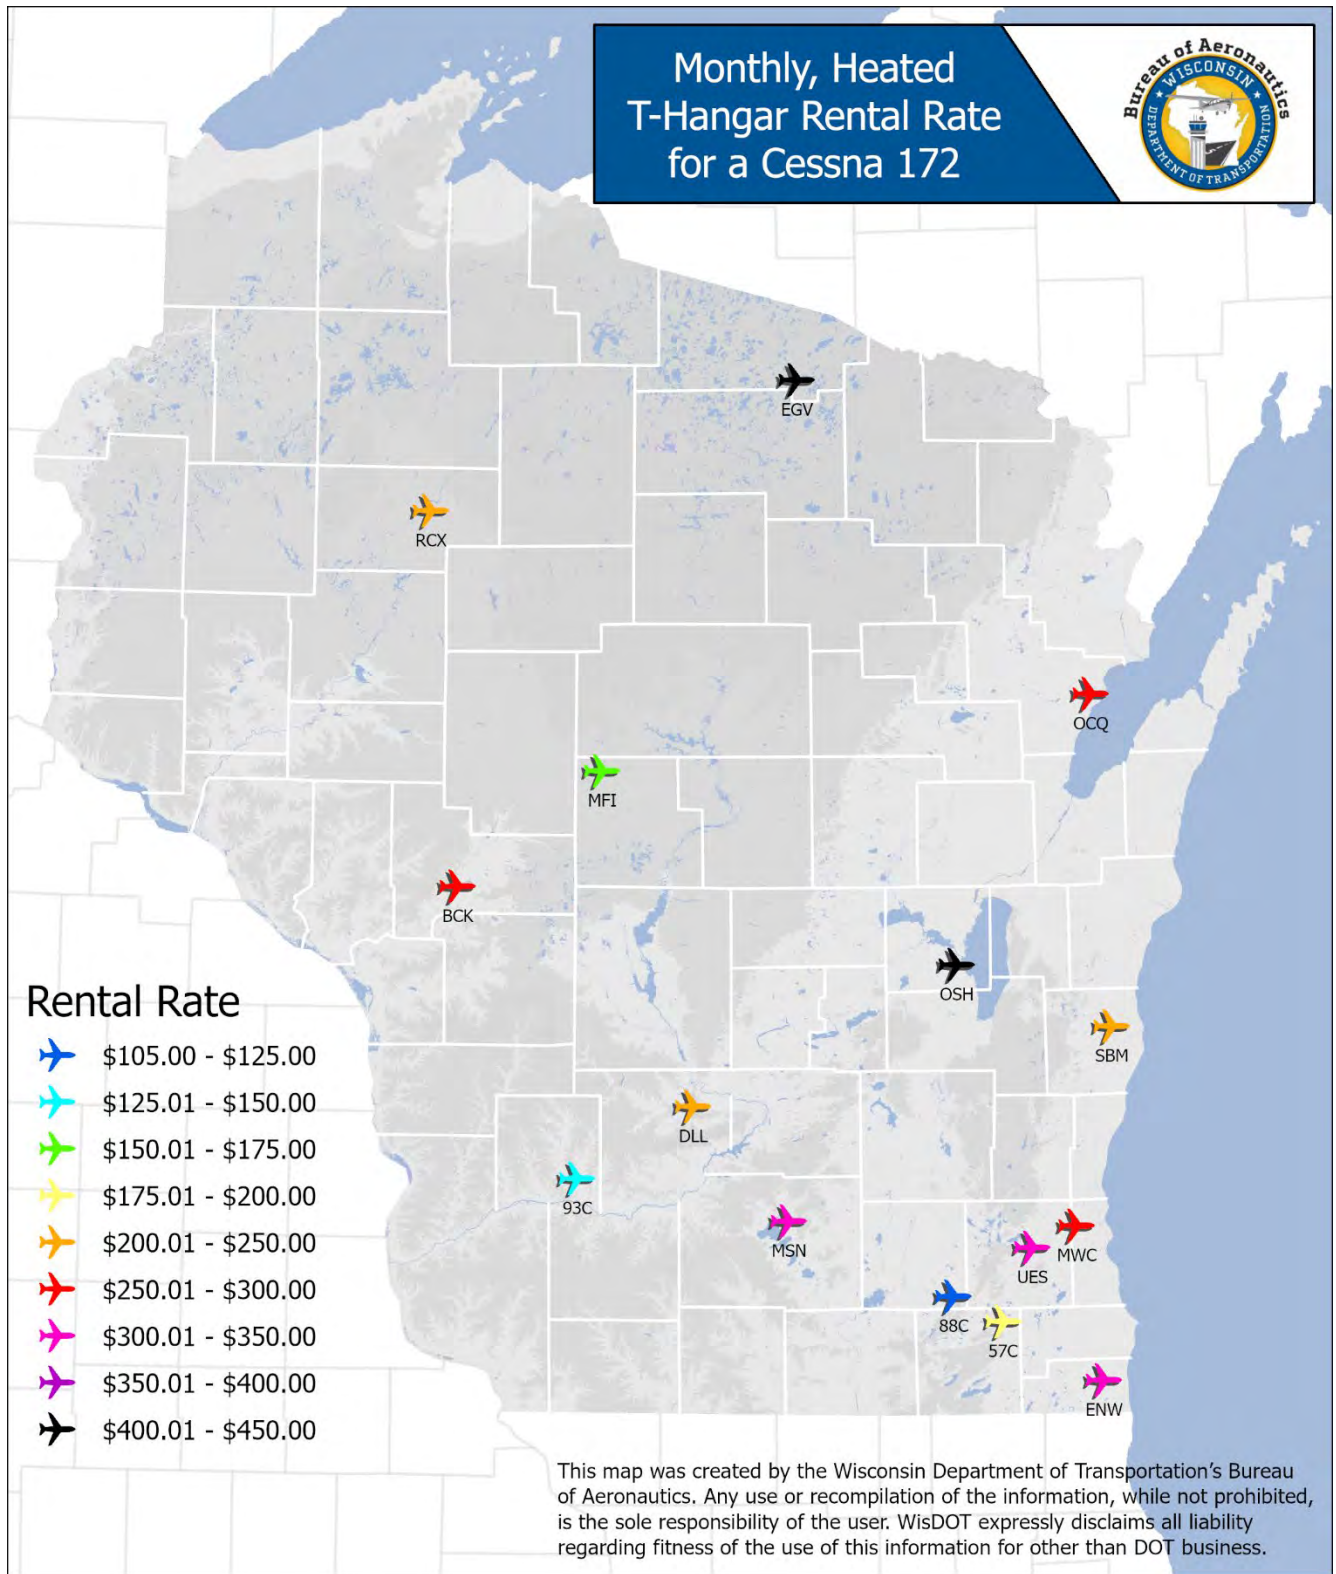 Monthly, Heated
T-Hangar Rental Rate
for a Cessna 172
Bureau of Aeronautics
WISCONSIN
DEPARTMENT OF TRANSPORTATION
EGV
RCX
OCQ
MFI
BCK
OSH
SBM
DLL
93C
MSN
MWC
UES
88C
57C
ENW
Rental Rate
$105.00 - $125.00
$125.01 - $150.00
$150.01 - $175.00
$175.01 - $200.00
$200.01 - $250.00
$250.01 - $300.00
$300.01 - $350.00
$350.01 - $400.00
$400.01 - $450.00
This map was created by the Wisconsin Department of Transportation's Bureau
of Aeronautics. Any use or recompilation of the information, while not prohibited,
is the sole responsibility of the user. WisDOT expressly disclaims all liability
regarding fitness of the use of this information for other than DOT business.